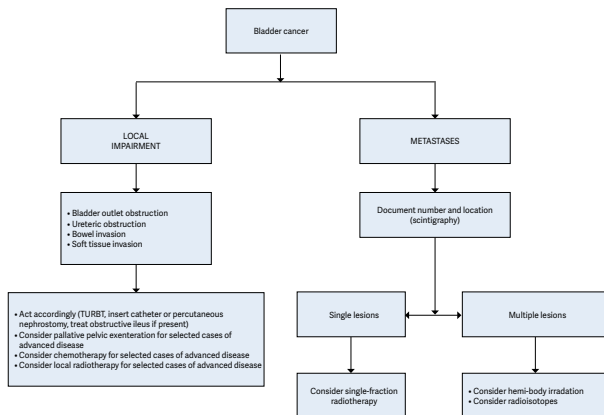 Bladder cancer
LOCAL
IMPAIRMENT
METASTASES
• Bladder outlet obstruction
• Ureteric obstruction
• Bowel invasion
• Soft tissue invasion
Document number and location
(scintigraphy)
• Act accordingly (TURBT, insert catheter or percutaneous
nephrostomy, treat obstructive ileus if present)
• Consider pallative pelvic exenteration for selected cases of
advanced disease
• Consider chemotherapy for selected cases of advanced disease
• Consider local radiotherapy for selected cases of advanced disease
Single lesions
Multiple lesions
Consider single-fraction
radiotherapy
• Consider hemi-body irradation
• Consider radioisotopes